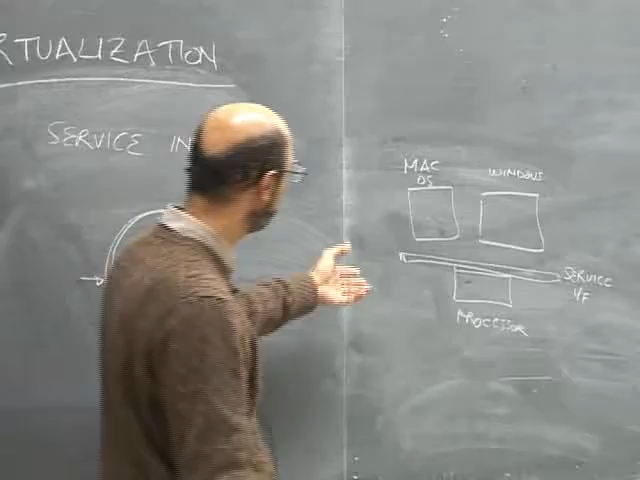 RTUALIZATION
SERVICE IN
MAC
OS
WINDOWS
SERVICE
I/F
PROCESSOR